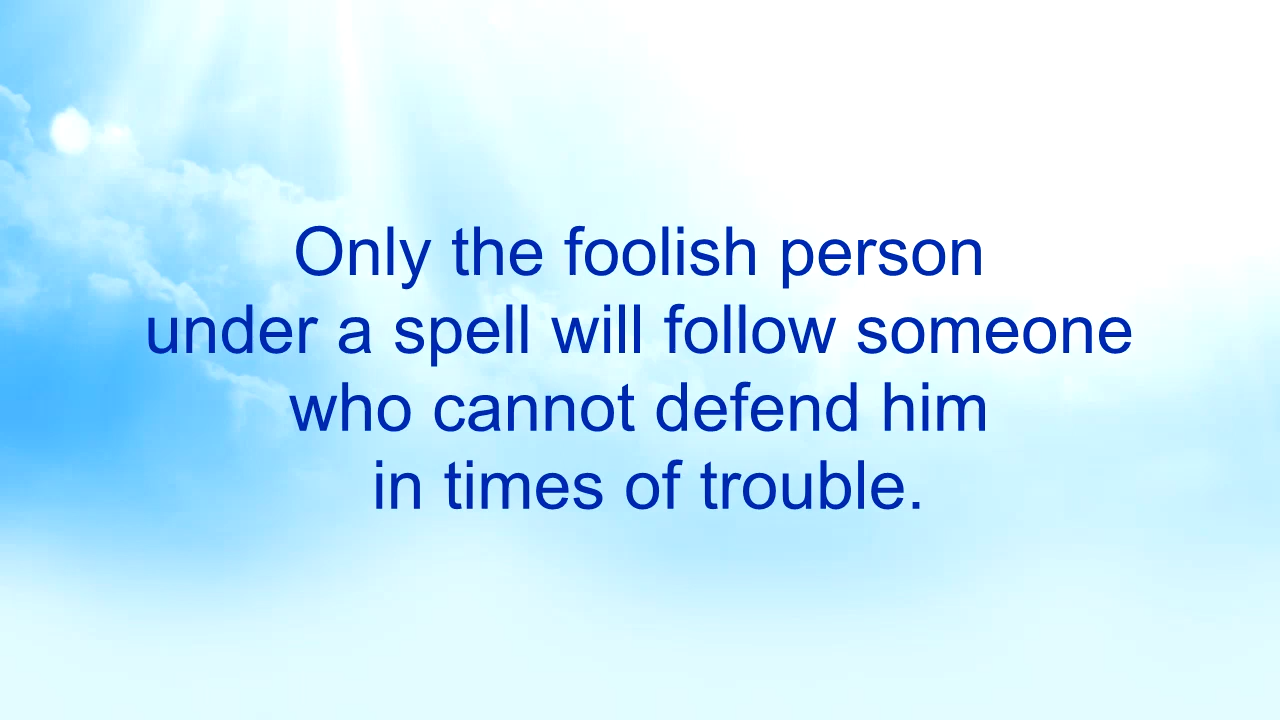 Only the foolish person
under a spell will follow someone
who cannot defend him
in times of trouble.